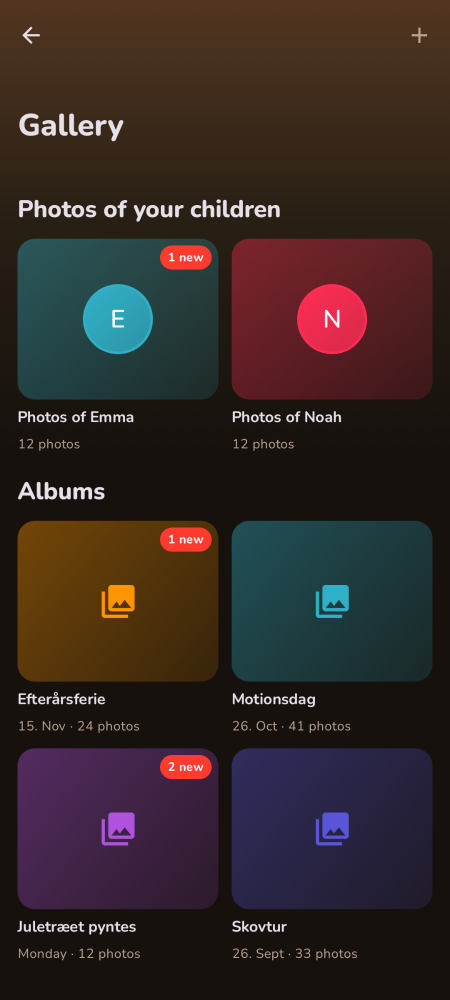 Gallery
Photos of your children
1 new
E
N
Photos of Emma
Photos of Noah
12 photos
12 photos
Albums
1 new
Efterårsferie
Motionsdag
15. Nov · 24 photos
26. Oct · 41 photos
2 new
Juletræet pyntes
Skovtur
Monday · 12 photos
26. Sept · 33 photos